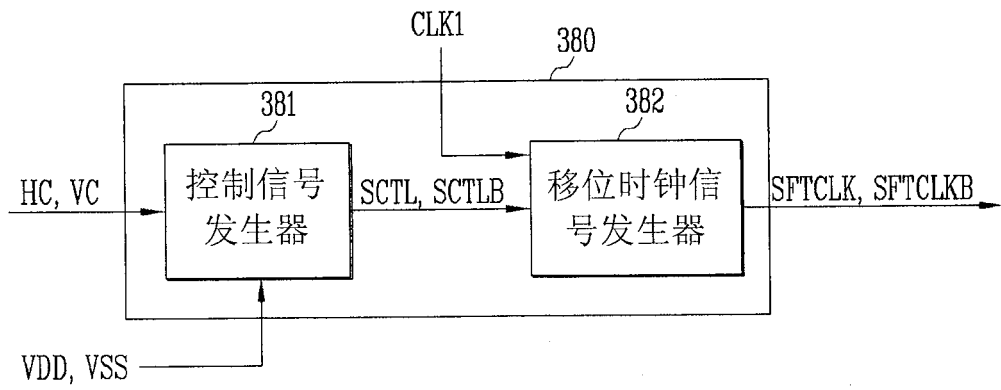 CLK1
380
381
382
HC, VC
控制信号
发生器
SCTL, SCTLB
移位时钟信
号发生器
SFTCLK, SFTCLKB
VDD, VSS